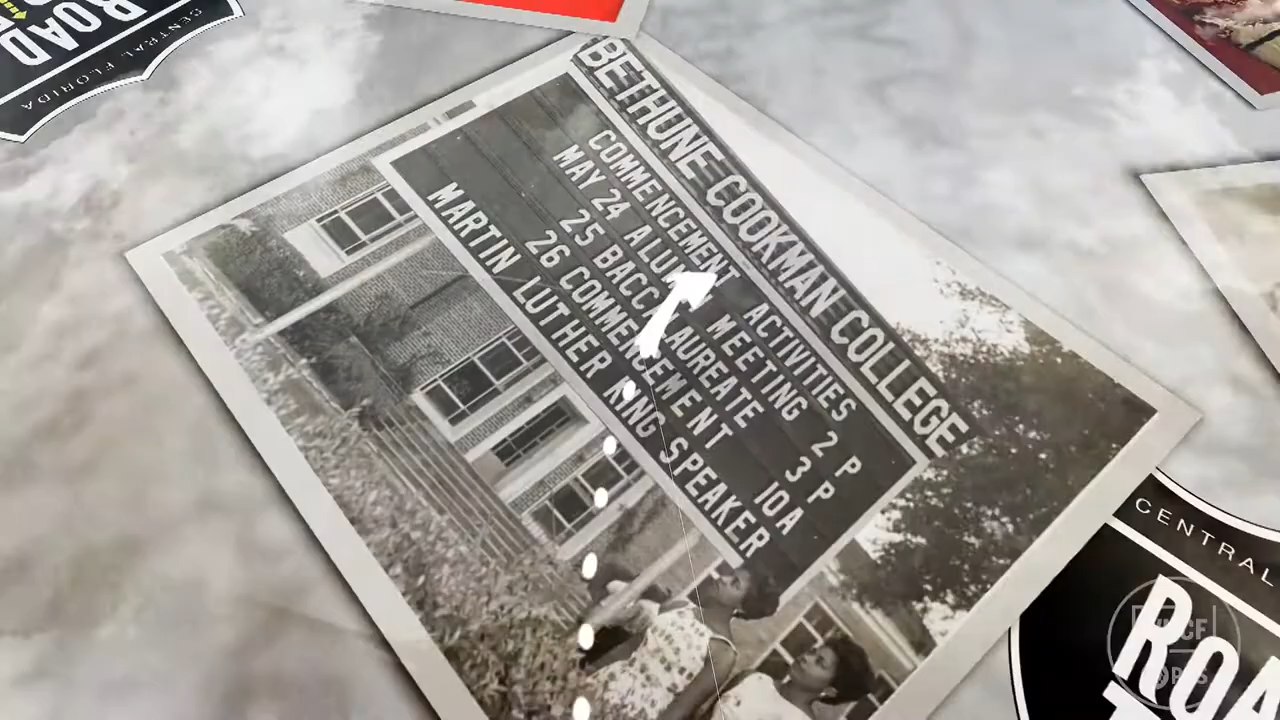 BETHUNE COOKMAN COLLEGE
COMMENCEMENT ACTIVITIES
MAY 24 ALUMNI MEETING 2 P
25 BACCALAUREATE 3 P
26 COMMENCEMENT 10A
MARTIN LUTHER KING SPEAKER
ROAD
CENTRAL FLORIDA
CENTRAL
ROA